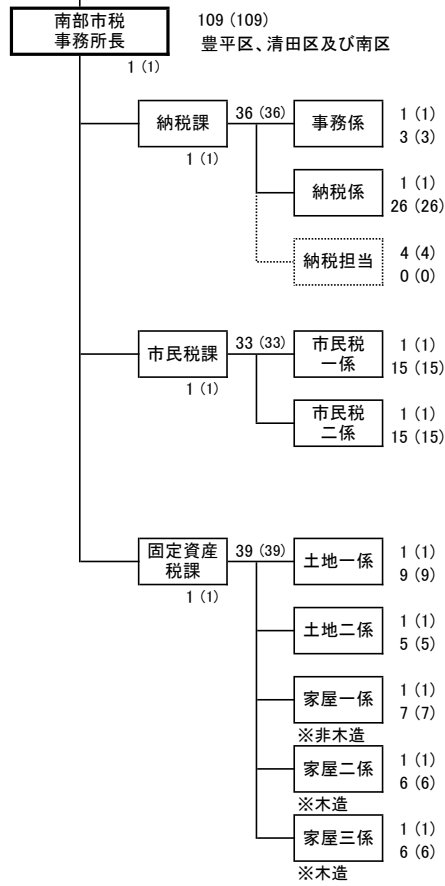 南部市税
事務所長
109 (109)
豊平区、清田区及び南区
1 (1)
納税課
36 (36)
1 (1)
事務係
1 (1)
3 (3)
納税係
1 (1)
26 (26)
納税担当
4 (4)
0 (0)
市民税課
33 (33)
1 (1)
市民税
一係
1 (1)
15 (15)
市民税
二係
1 (1)
15 (15)
固定資産
税課
39 (39)
1 (1)
土地一係
1 (1)
9 (9)
土地二係
1 (1)
5 (5)
家屋一係
1 (1)
7 (7)
※非木造
家屋二係
1 (1)
6 (6)
※木造
家屋三係
1 (1)
6 (6)
※木造